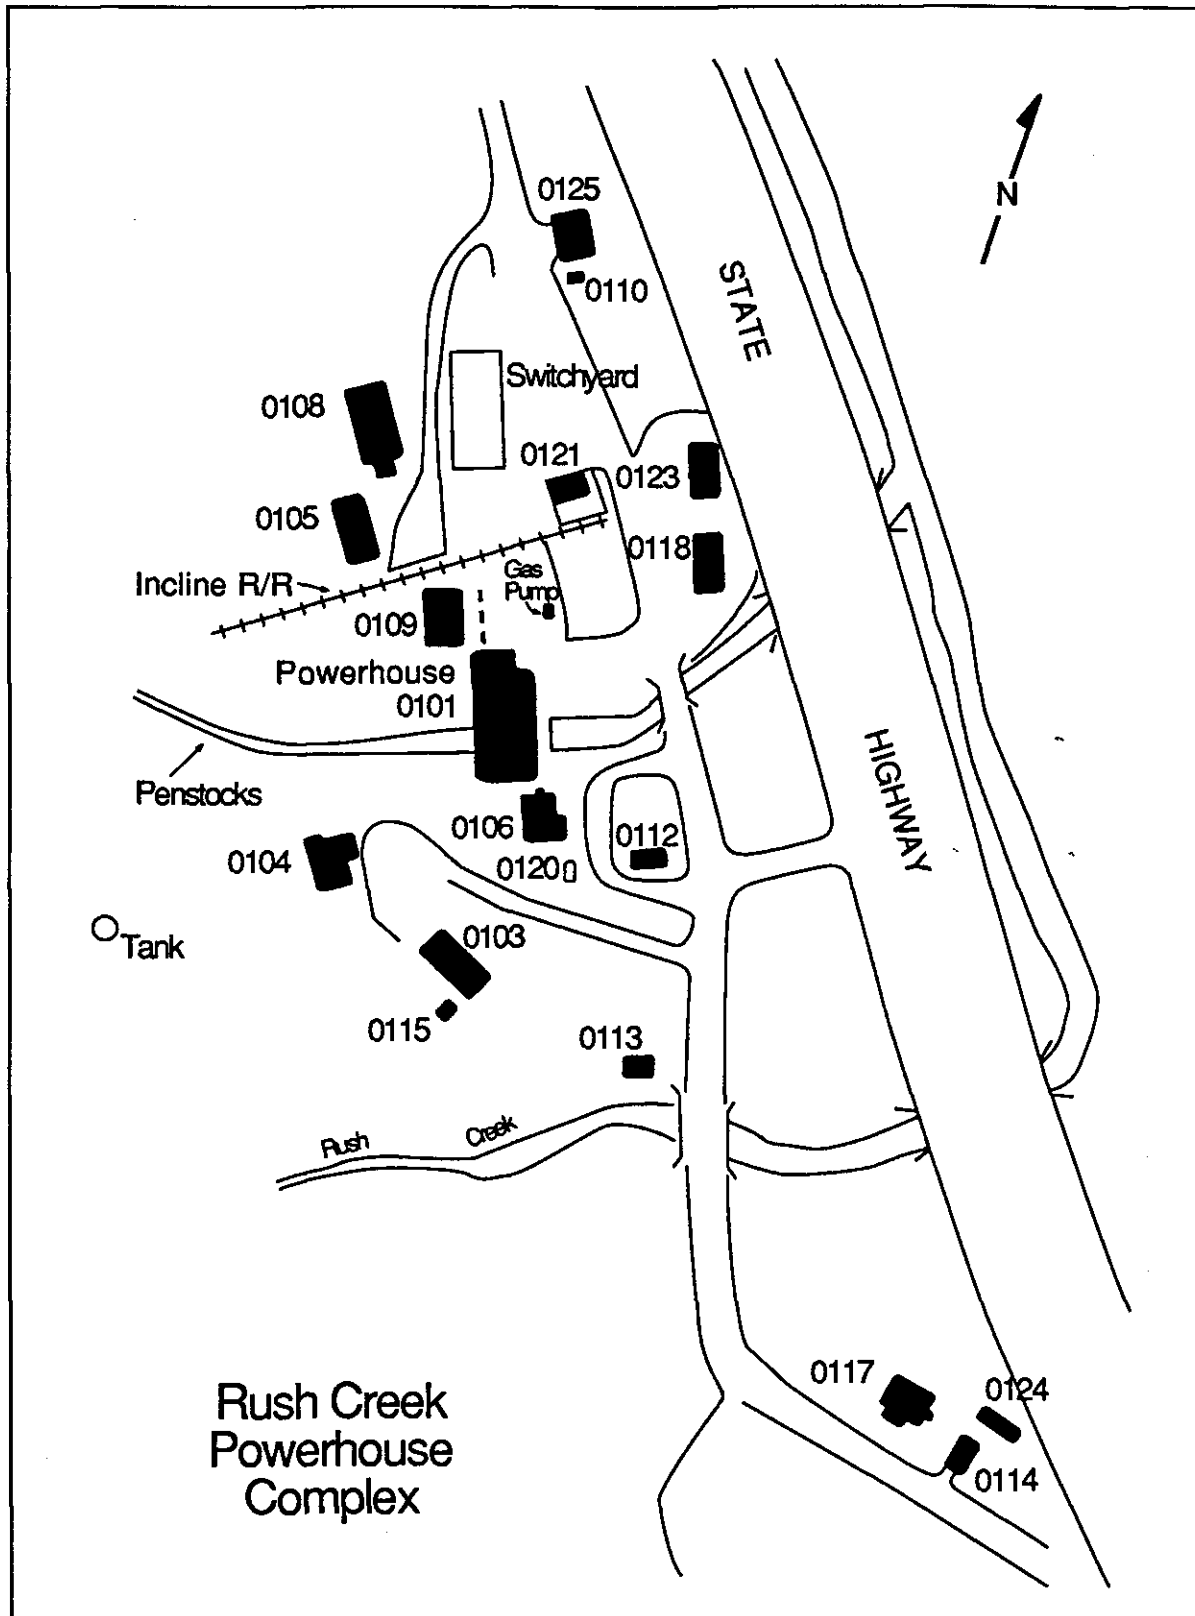 N
0125
0110
STATE
Switchyard
0108
0121
0123
0105
0118
Incline R/R
Gas
Pump
0109
Powerhouse
0101
HIGHWAY
Penstocks
0106
0112
0104
0120
0103
Tank
0115
0113
Rush Creek
0117
0124
0114
Rush Creek
Powerhouse
Complex